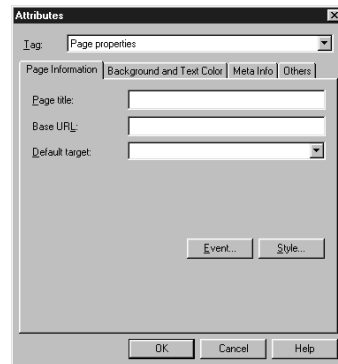 Attributes
Tag: Page properties
Page Information Background and Text Color Meta Info Others
Page title:
Base URL:
Default target:
Event... Style...
OK Cancel Help